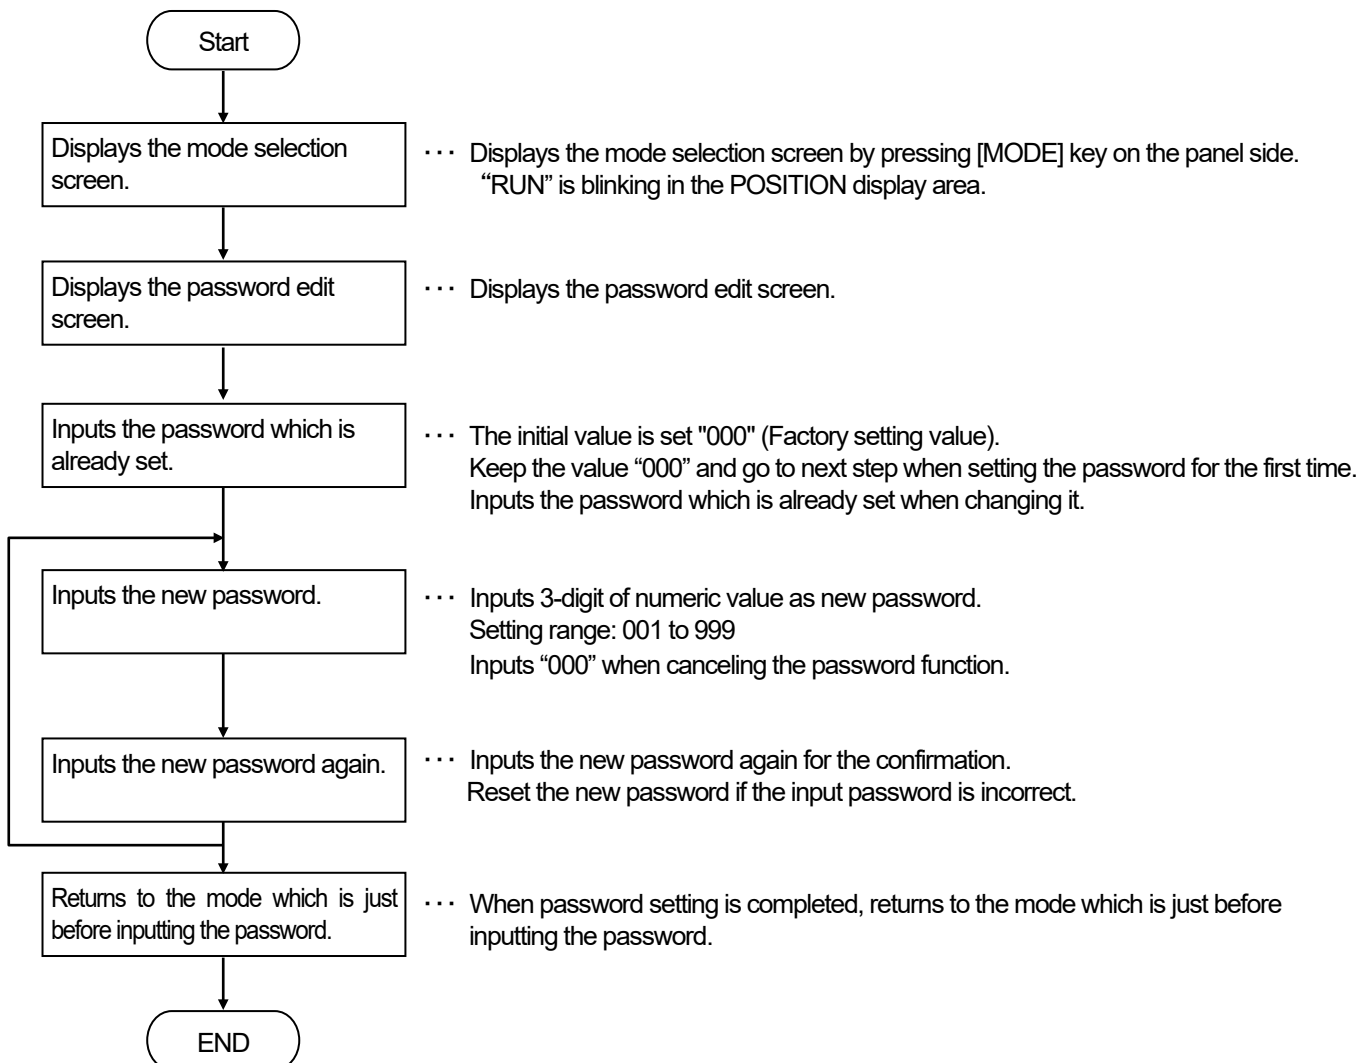 Start
Displays the mode selection
screen.
··· Displays the mode selection screen by pressing [MODE] key on the panel side.
“RUN” is blinking in the POSITION display area.
Displays the password edit
screen.
··· Displays the password edit screen.
Inputs the password which is
already set.
··· The initial value is set "000" (Factory setting value).
Keep the value “000” and go to next step when setting the password for the first time.
Inputs the password which is already set when changing it.
Inputs the new password.
··· Inputs 3-digit of numeric value as new password.
Setting range: 001 to 999
Inputs “000” when canceling the password function.
Inputs the new password again.
··· Inputs the new password again for the confirmation.
Reset the new password if the input password is incorrect.
Returns to the mode which is just
before inputting the password.
··· When password setting is completed, returns to the mode which is just before
inputting the password.
END